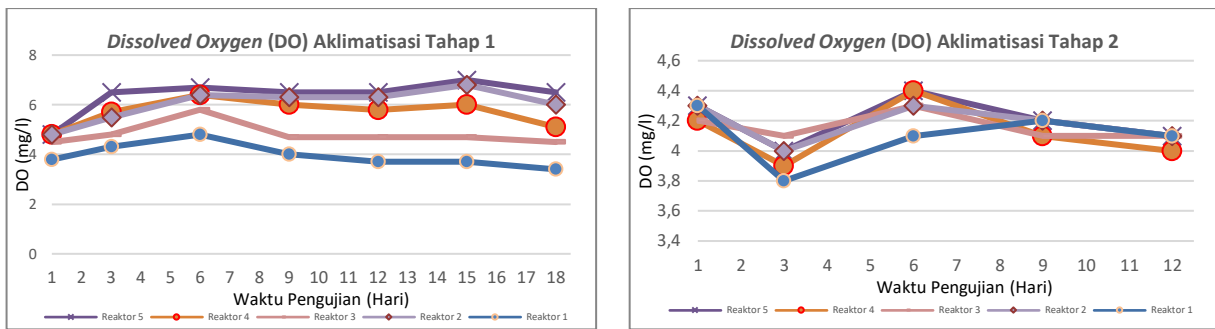 Dissolved Oxygen (DO) Aklimatisasi Tahap 1
8
6
4
2
0
DO (mg/l)
1 2 3 4 5 6 7 8 9 10 11 12 13 14 15 16 17 18
Waktu Pengujian (Hari)
Reaktor 5 Reaktor 4 Reaktor 3 Reaktor 2 Reaktor 1
Dissolved Oxygen (DO) Aklimatisasi Tahap 2
4,6
4,4
4,2
4
3,8
3,6
3,4
DO (mg/l)
1 2 3 4 5 6 7 8 9 10 11 12
Waktu Pengujian (Hari)
Reaktor 5 Reaktor 4 Reaktor 3 Reaktor 2 Reaktor 1